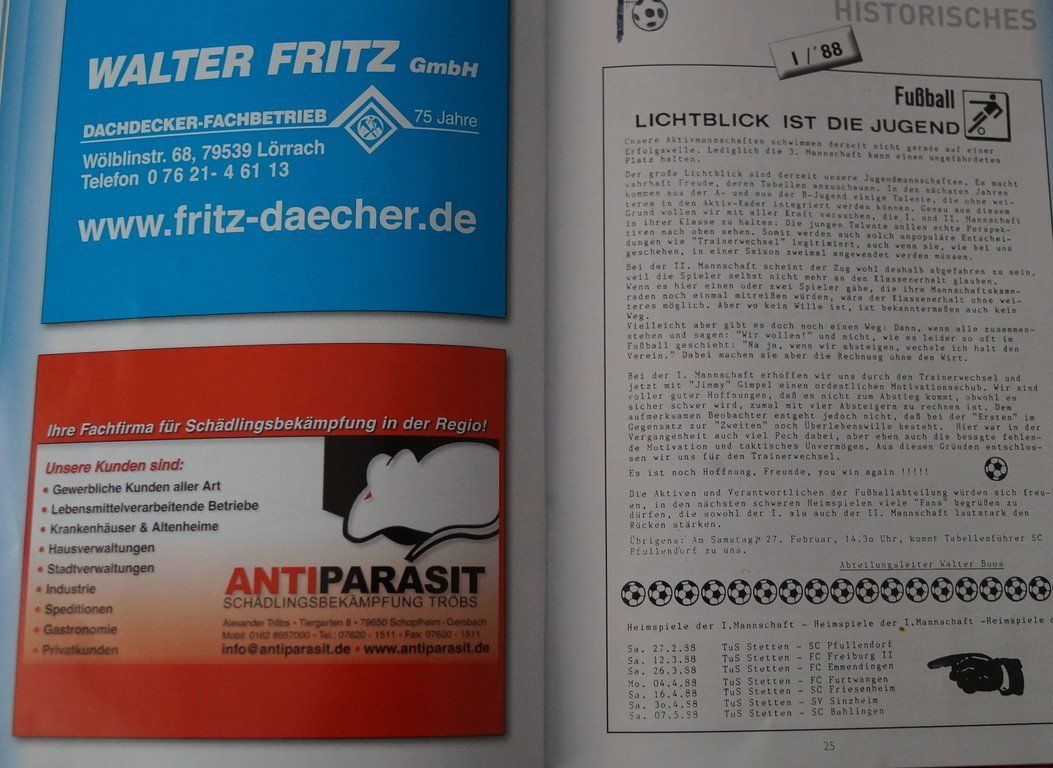 WALTER FRITZ GmbH
DACHDECKER-FACHBETRIEB
75 Jahre
Wölblinstr. 68, 79539 Lörrach
Telefon 0 76 21- 4 61 13
www.fritz-daecher.de
Ihre Fachfirma für Schädlingsbekämpfung in der Regio!
Unsere Kunden sind:
• Gewerbliche Kunden aller Art
• Lebensmittelverarbeitende Betriebe
• Krankenhäuser & Altenheime
• Hausverwaltungen
• Stadtverwaltungen
• Industrie
• Speditionen
• Gastronomie
• Privatkunden
ANTIPARASIT
SCHÄDLINGSBEKÄMPFUNG TRÖBS
Alexander Tröbs • Tiergarten 8 • 79650 Schopfheim - Gersbach
Mobil: 0162 8957000 • Tel.: 07620 - 1511 • Fax: 07620 - 1511
info@antiparasit.de • www.antiparasit.de
HISTORISCHES
I /'88
Fußball
LICHTBLICK IST DIE JUGEND
Unsere Aktivmannschaften schwimmen derzeit nicht gerade auf einer
Erfolgswelle. Lediglich die 3. Mannschaft kann einen ungefährdeten
Platz halten.
Der große Lichtblick sind derzeit unsere Jugendmannschaften. Es macht
wahrhaft Freude, deren Tabellen anzuschauen. In den nächsten Jahren
kommen aus der A- und aus der B-Jugend einige Talente, die ohne wei-
teres in den Aktiv-Kader integriert werden können. Genau aus diesem
Grund wollen wir mit aller Kraft versuchen, die I. und II. Mannschaft
in ihrer Klasse zu halten: Die jungen Talente sollen echte Perspek-
tiven nach oben sehen. Somit werden auch solch unpopuläre Entschei-
dungen wie "Trainerwechsel" legitimiert, auch wenn sie, wie bei uns
geschehen, in einer Saison zweimal angewendet werden müssen.
Bei der II. Mannschaft scheint der Zug wohl deshalb abgefahren zu sein,
weil die Spieler selbst nicht mehr an den Klassenerhalt glauben.
Wenn es hier einen oder zwei Spieler gäbe, die ihre Mannschaftskame-
raden noch einmal mitreißen würden, wäre der Klassenerhalt ohne wei-
teres möglich. Aber wo kein Wille ist, ist bekanntermaßen auch kein
Weg.
Vielleicht aber gibt es doch noch einen Weg: Dann, wenn alle zusammen-
stehen und sagen: "Wir wollen!" und nicht, wie es leider so oft im
Fußball geschieht: "Na ja, wenn wir absteigen, wechsle ich halt den
Verein." Dabei machen sie aber die Rechnung ohne den Wirt.
Bei der I. Mannschaft erhoffen wir uns durch den Trainerwechsel und
jetzt mit "Jimmy" Gimpel einen ordentlichen Motivationsschub. Wir sind
voller guter Hoffnungen, daß es nicht zum Abstieg kommt, obwohl es
sicher schwer wird, zumal mit vier Absteigern zu rechnen ist. Dem
aufmerksamen Beobachter entgeht jedoch nicht, daß bei der "Ersten" im
Gegensatz zur "Zweiten" noch Überlebenswille besteht. Hier war in der
Vergangenheit auch viel Pech dabei, aber eben auch die besagte fehlen-
de Motivation und taktisches Unvermögen. Aus diesen Gründen entschlos-
sen wir uns für den Trainerwechsel.
Es ist noch Hoffnung, Freunde, you win again !!!!!
Die Aktiven und Verantwortlichen der Fußballabteilung würden sich freu-
en, in den nächsten schweren Heimspielen viele "Fans" begrüßen zu
dürfen, die sowohl der I. als auch der II. Mannschaft lautstark den
Rücken stärken.
Übrigens: Am Samstag, 27. Februar, 14.30 Uhr, kommt Tabellenführer SC
Pfullendorf zu uns.
Abteilungsleiter Walter Boos
Heimspiele der I.Mannschaft - Heimspiele der I.Mannschaft -Heimspiele
Sa. 27.2.88 TuS Stetten - SC Pfullendorf
Sa. 12.3.88 TuS Stetten - FC Freiburg II
Sa. 26.3.88 TuS Stetten - FC Emmendingen
Mo. 04.4.88 TuS Stetten - FC Furtwangen
Sa. 16.4.88 TuS Stetten - SC Friesenheim
Sa. 30.4.88 TuS Stetten - SV Sinzheim
Sa. 07.5.88 TuS Stetten - SC Bahlingen
25